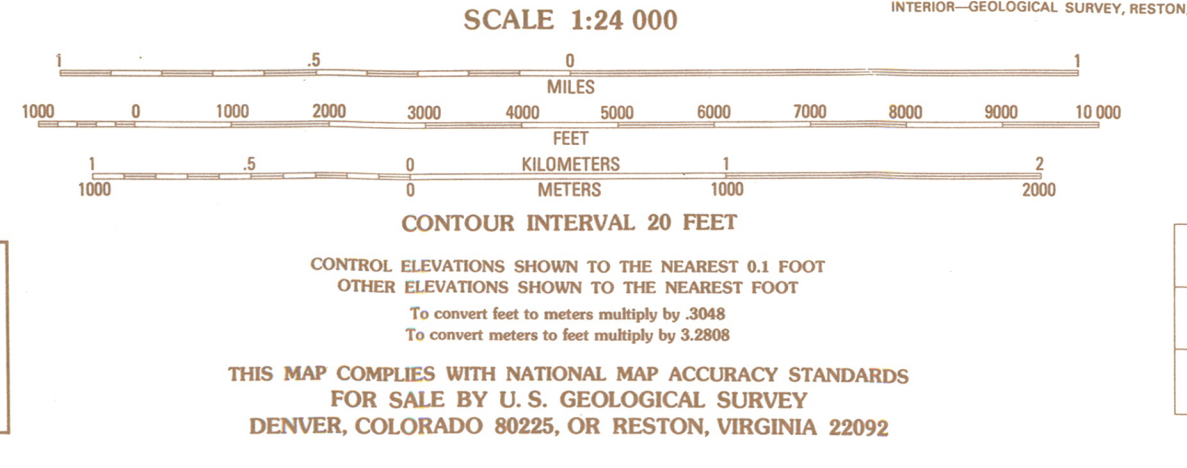 INTERIOR—GEOLOGICAL SURVEY, RESTON,
SCALE 1:24 000
1 .5 0 1
MILES
1000 0 1000 2000 3000 4000 5000 6000 7000 8000 9000 10 000
FEET
1 .5 0 KILOMETERS 1 2
1000 0 METERS 1000 2000
CONTOUR INTERVAL 20 FEET
CONTROL ELEVATIONS SHOWN TO THE NEAREST 0.1 FOOT
OTHER ELEVATIONS SHOWN TO THE NEAREST FOOT
To convert feet to meters multiply by .3048
To convert meters to feet multiply by 3.2808
THIS MAP COMPLIES WITH NATIONAL MAP ACCURACY STANDARDS
FOR SALE BY U. S. GEOLOGICAL SURVEY
DENVER, COLORADO 80225, OR RESTON, VIRGINIA 22092